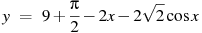 y = 9 + π/2 − 2x − 2√2 cos x